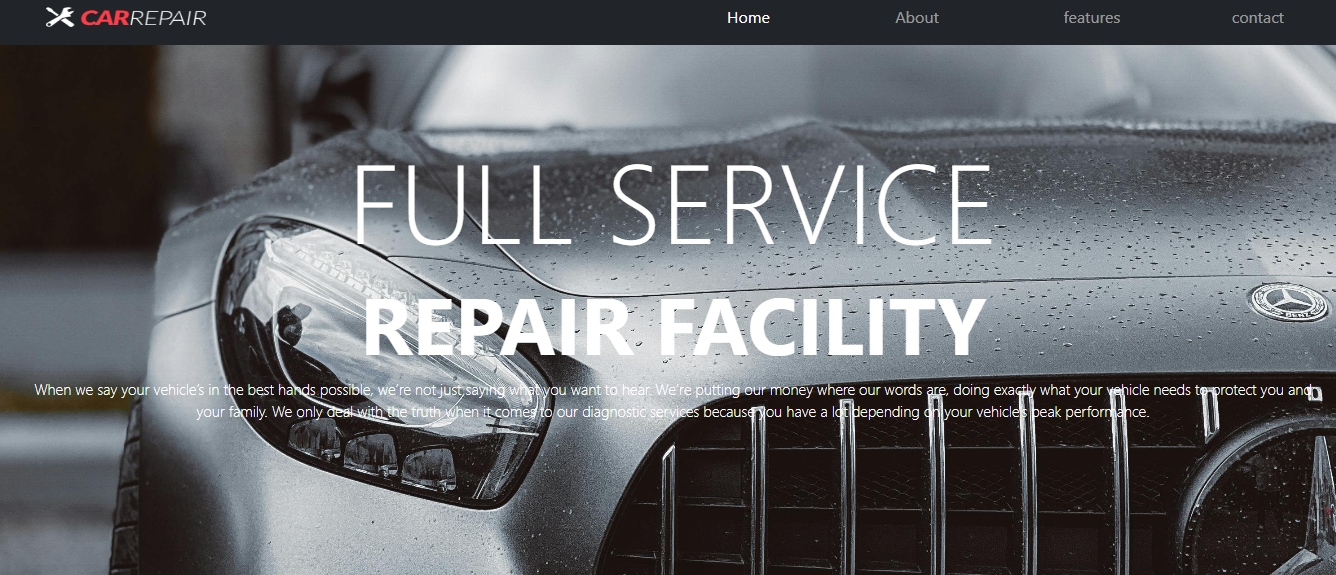 CARREPAIR
Home
About
features
contact
FULL SERVICE
REPAIR FACILITY
When we say your vehicle's in the best hands possible, we're not just saying what you want to hear. We're putting our money where our words are, doing exactly what your vehicle needs to protect you and
your family. We only deal with the truth when it comes to our diagnostic services because you have a lot depending on your vehicle's peak performance.